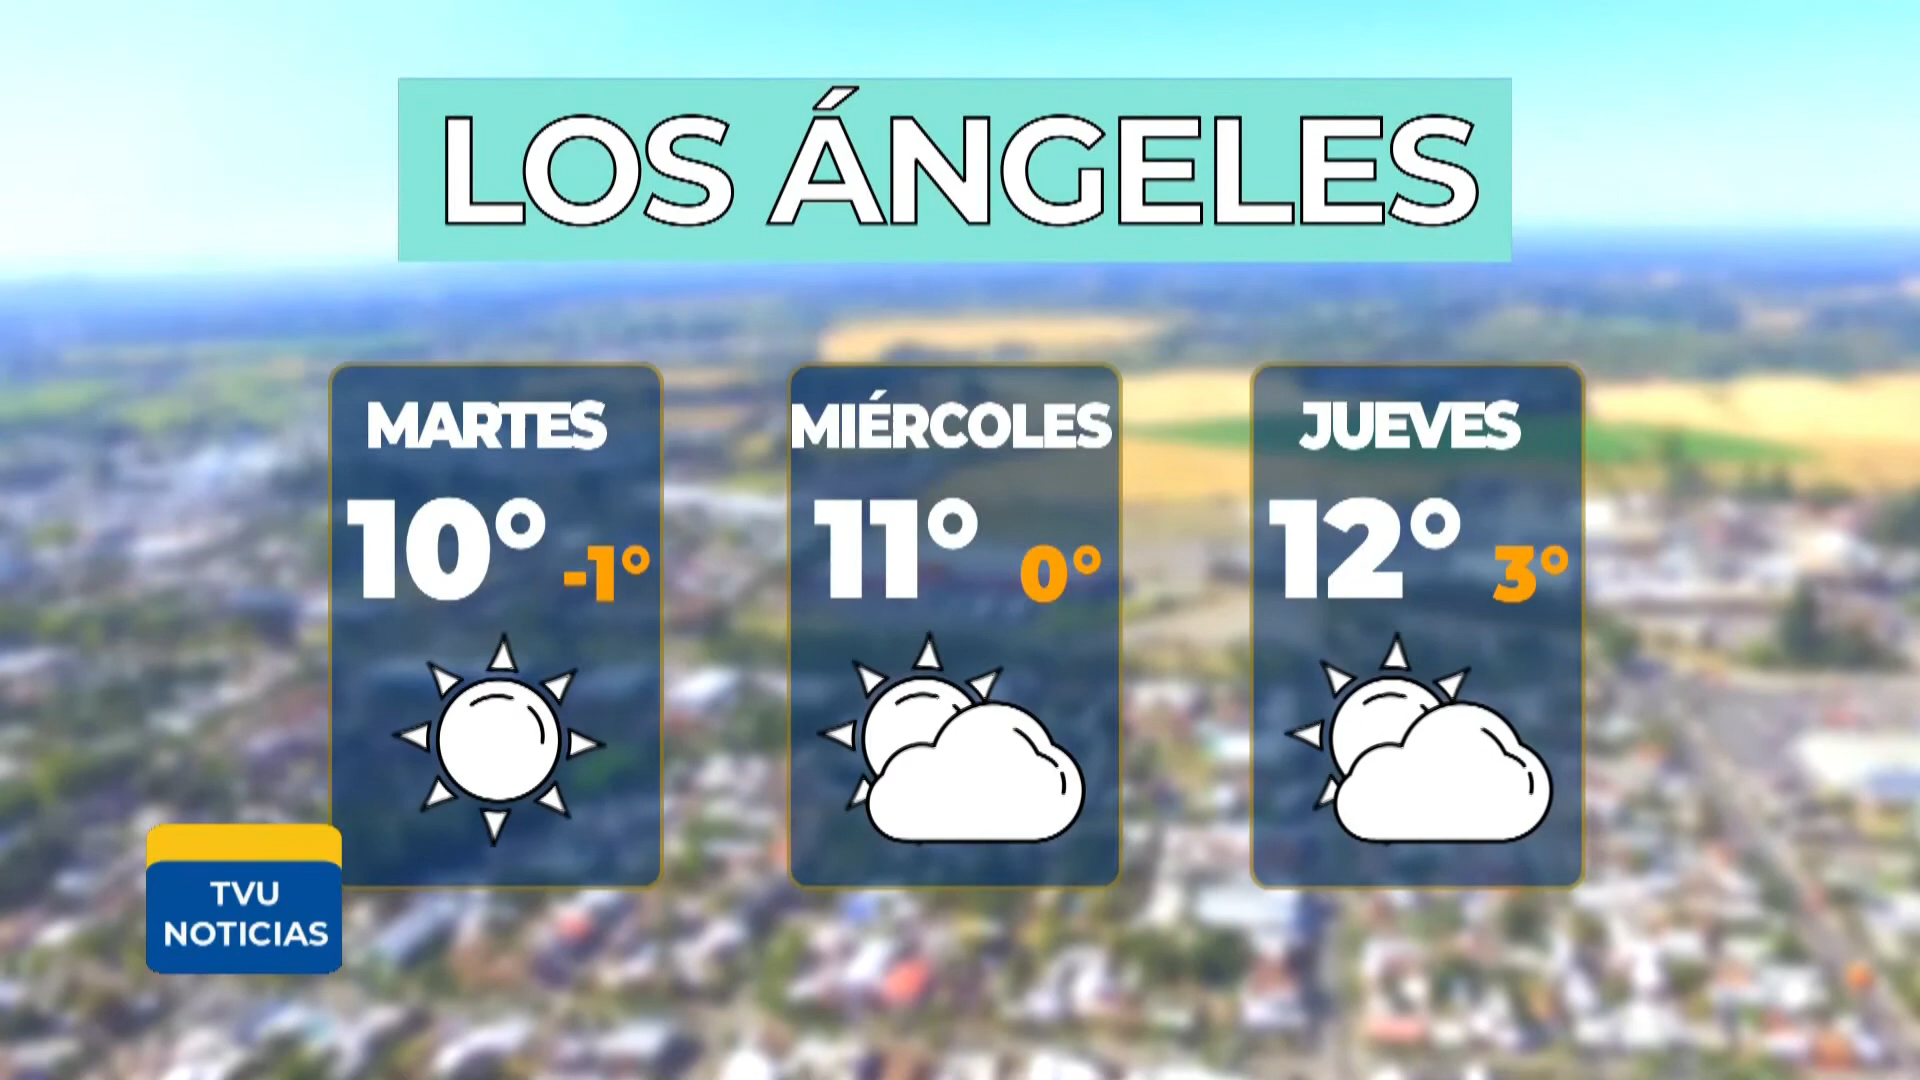 LOS ÁNGELES
MARTES
10° -1°
MIÉRCOLES
11° 0°
JUEVES
12° 3°
TVU
NOTICIAS